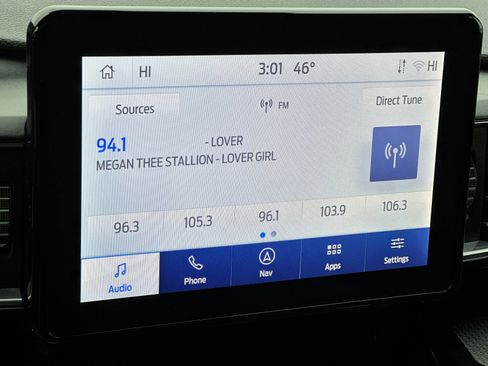 HI 3:01 46° HI
Sources FM Direct Tune
94.1 - LOVER
MEGAN THEE STALLION - LOVER GIRL
96.3 105.3 96.1 103.9 106.3
Audio Phone Nav Apps Settings